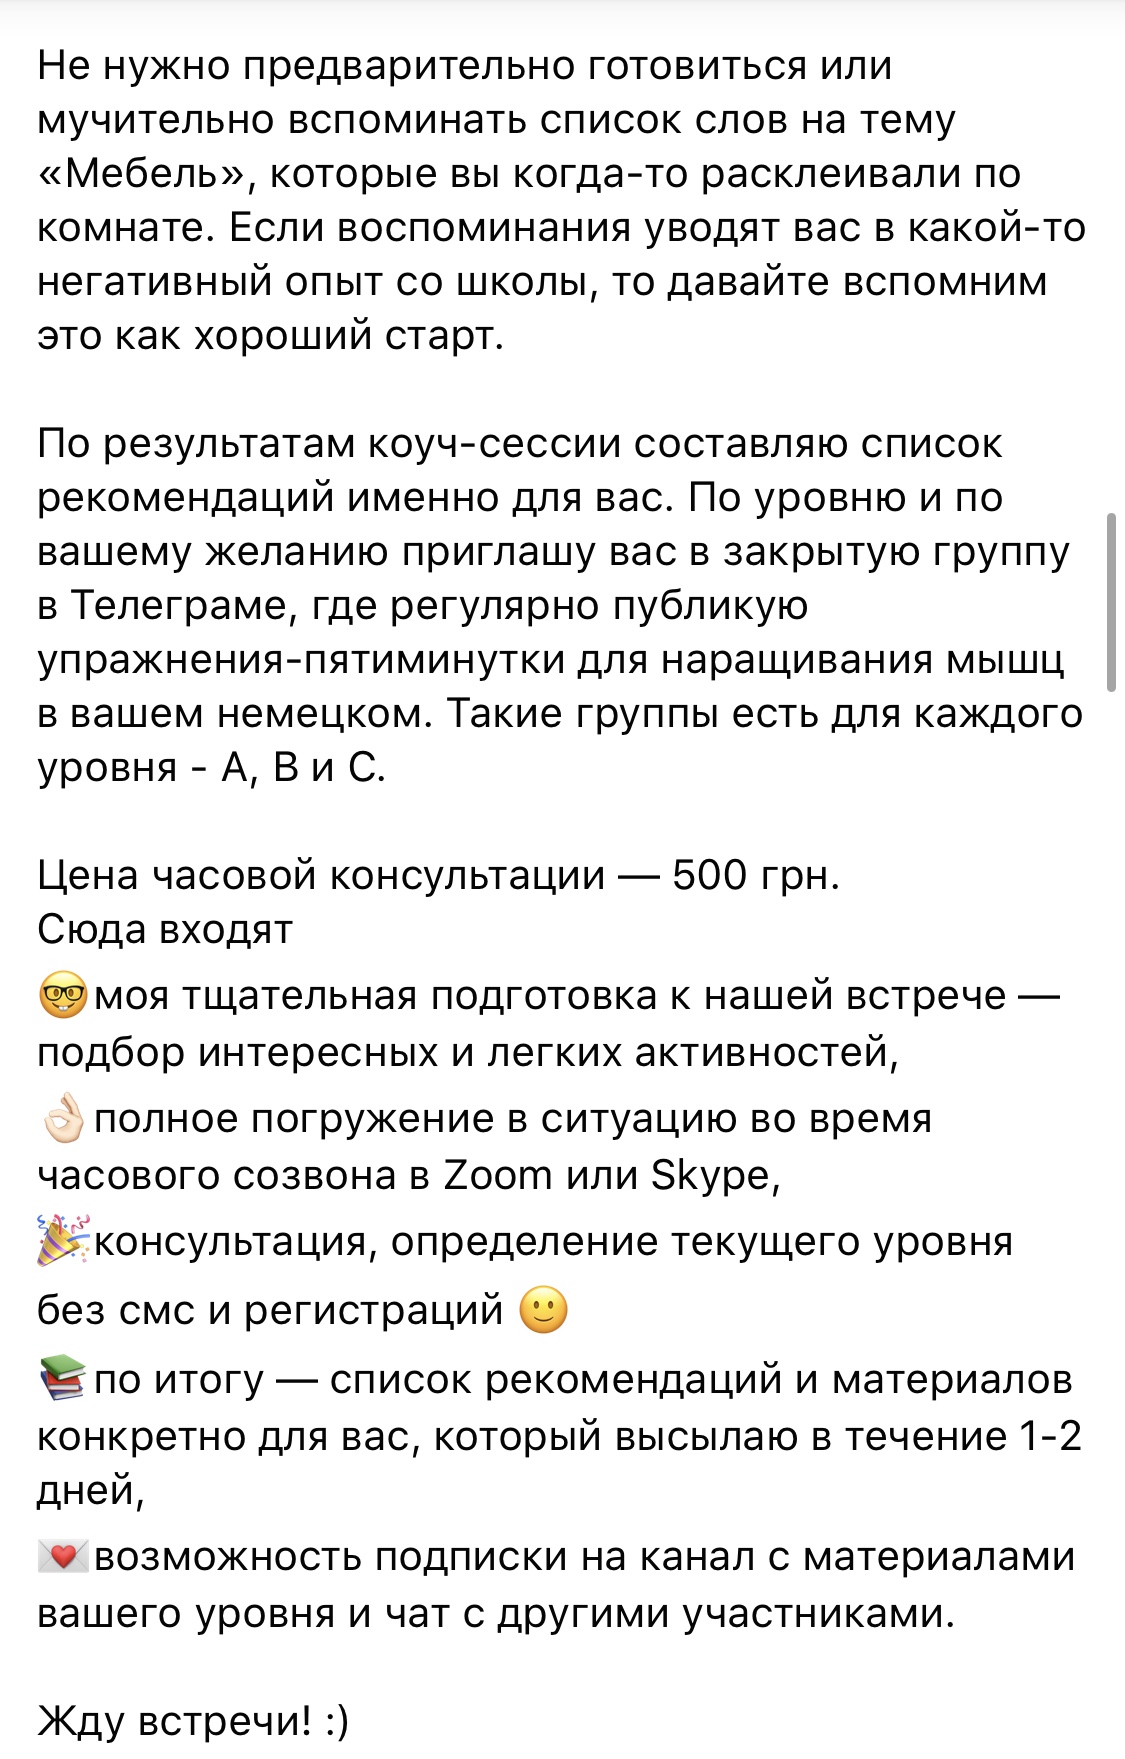 Не нужно предварительно готовиться или
мучительно вспоминать список слов на тему
«Мебель», которые вы когда-то расклеивали по
комнате. Если воспоминания уводят вас в какой-то
негативный опыт со школы, то давайте вспомним
это как хороший старт.
По результатам коуч-сессии составляю список
рекомендаций именно для вас. По уровню и по
вашему желанию приглашу вас в закрытую группу
в Телеграме, где регулярно публикую
упражнения-пятиминутки для наращивания мышц
в вашем немецком. Такие группы есть для каждого
уровня - А, В и С.
Цена часовой консультации — 500 грн.
Сюда входят
🤓моя тщательная подготовка к нашей встрече —
подбор интересных и легких активностей,
👌🏻полное погружение в ситуацию во время
часового созвона в Zoom или Skype,
🎉консультация, определение текущего уровня
без смс и регистраций 🙂
📚по итогу — список рекомендаций и материалов
конкретно для вас, который высылаю в течение 1-2
дней,
💌возможность подписки на канал с материалами
вашего уровня и чат с другими участниками.
Жду встречи! :)